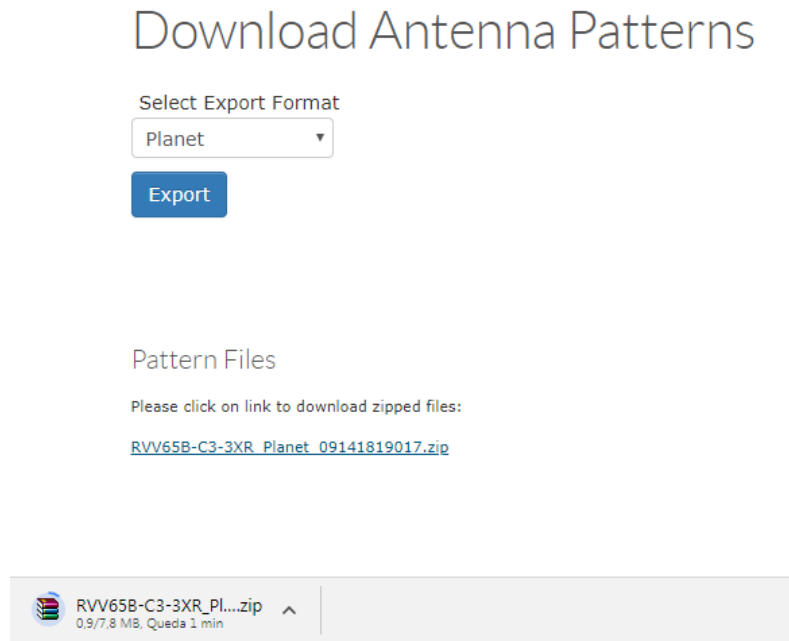 Download Antenna Patterns
Select Export Format
Planet
Export
Pattern Files
Please click on link to download zipped files:
RVV65B-C3-3XR_Planet_09141819017.zip
RVV65B-C3-3XR_Pl....zip
0,9/7,8 MB, Queda 1 min